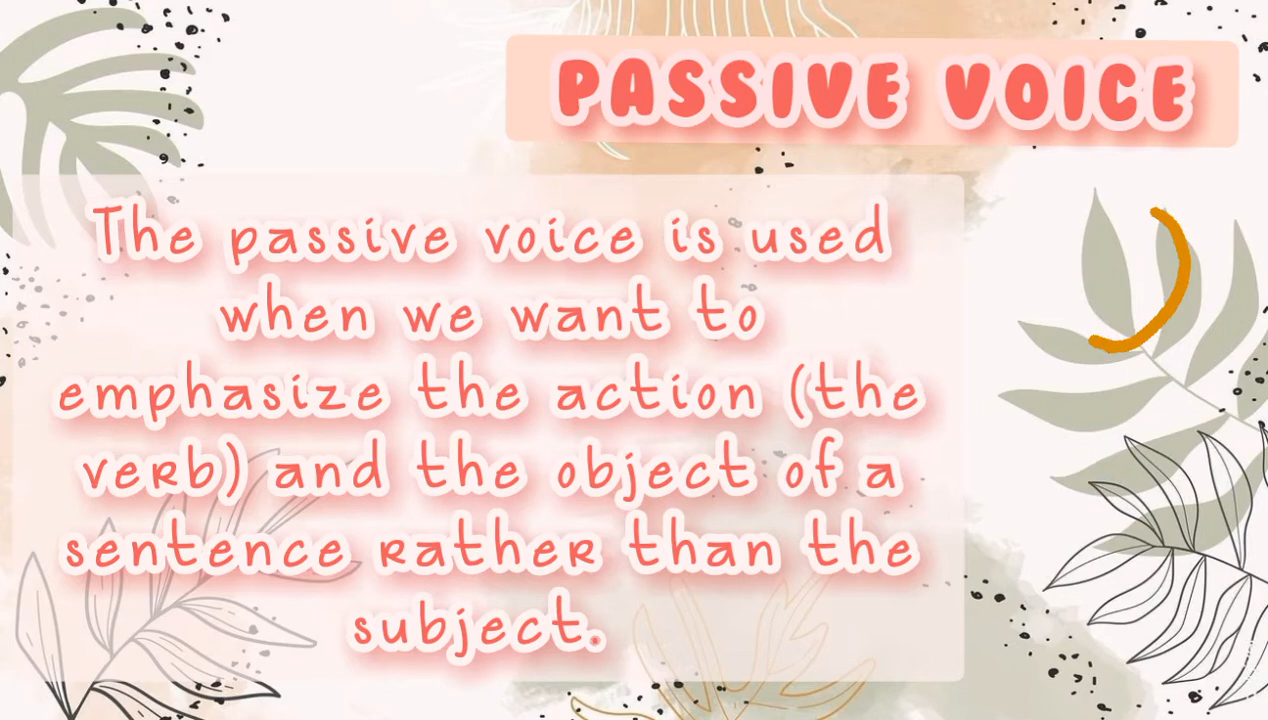 PASSIVE VOICE
The passive voice is used
when we want to
emphasize the action (the
verb) and the object of a
sentence rather than the
subject.